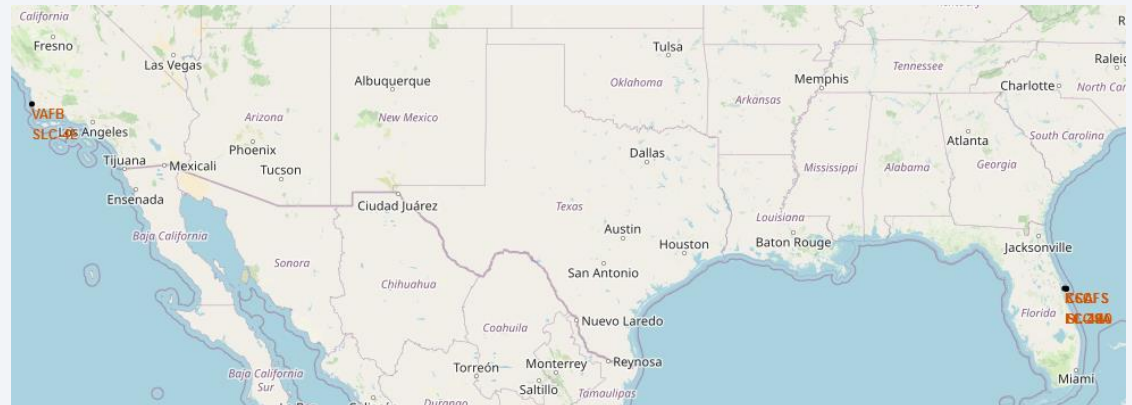 California
Fresno
Las Vegas
Albuquerque
Tulsa
Memphis
Tennessee
Charlotte
North Car
Oklahoma
Arkansas
VAFB
SLC-4E
Los Angeles
Arizona
New Mexico
Phoenix
Tucson
Dallas
Atlanta
South Carolina
Tijuana
Mexicali
Mississippi
Alabama
Georgia
Ensenada
Ciudad Juárez
Texas
Louisiana
Baja California
Austin
Houston
Baton Rouge
Jacksonville
Sonora
San Antonio
Chihuahua
Florida
Coahuila
Nuevo Laredo
Torreón
Monterrey
Reynosa
Baja California
Sur
Saltillo
Tamaulipas
Miami
Durango